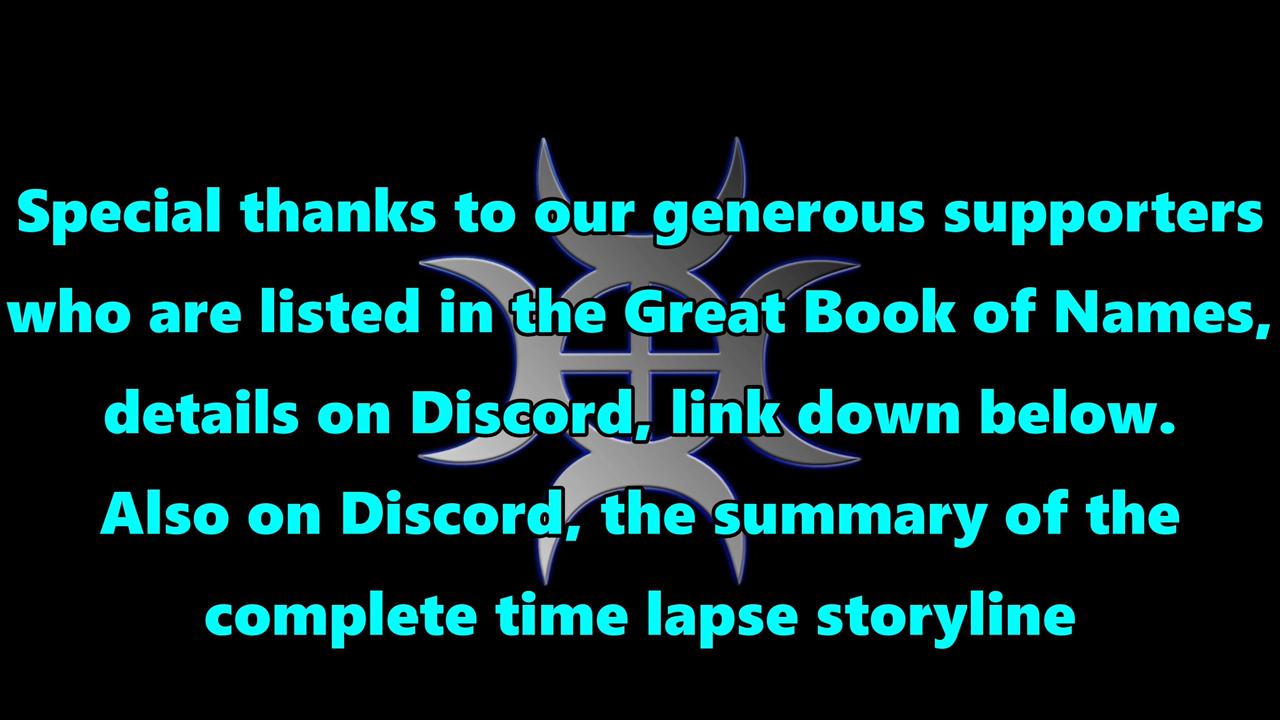 Special thanks to our generous supporters
who are listed in the Great Book of Names,
details on Discord, link down below.
Also on Discord, the summary of the
complete time lapse storyline